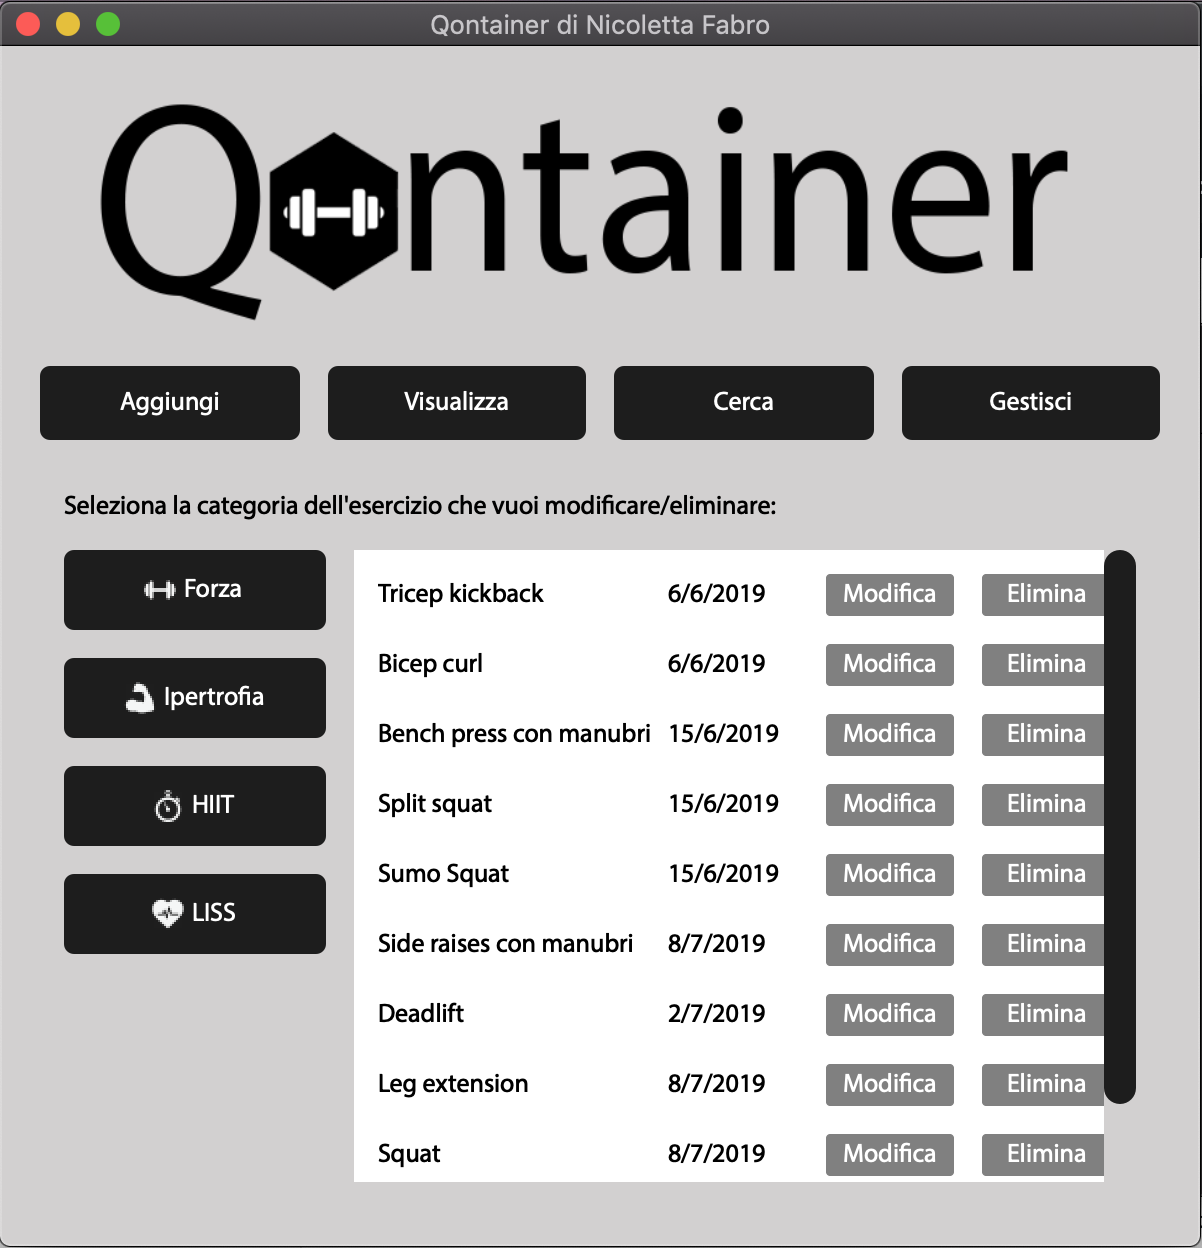 Qontainer di Nicoletta Fabro
Qontainer
Aggiungi Visualizza Cerca Gestisci
Seleziona la categoria dell'esercizio che vuoi modificare/eliminare:
Forza
Ipertrofia
HIIT
LISS
Tricep kickback 6/6/2019 Modifica Elimina
Bicep curl 6/6/2019 Modifica Elimina
Bench press con manubri 15/6/2019 Modifica Elimina
Split squat 15/6/2019 Modifica Elimina
Sumo Squat 15/6/2019 Modifica Elimina
Side raises con manubri 8/7/2019 Modifica Elimina
Deadlift 2/7/2019 Modifica Elimina
Leg extension 8/7/2019 Modifica Elimina
Squat 8/7/2019 Modifica Elimina